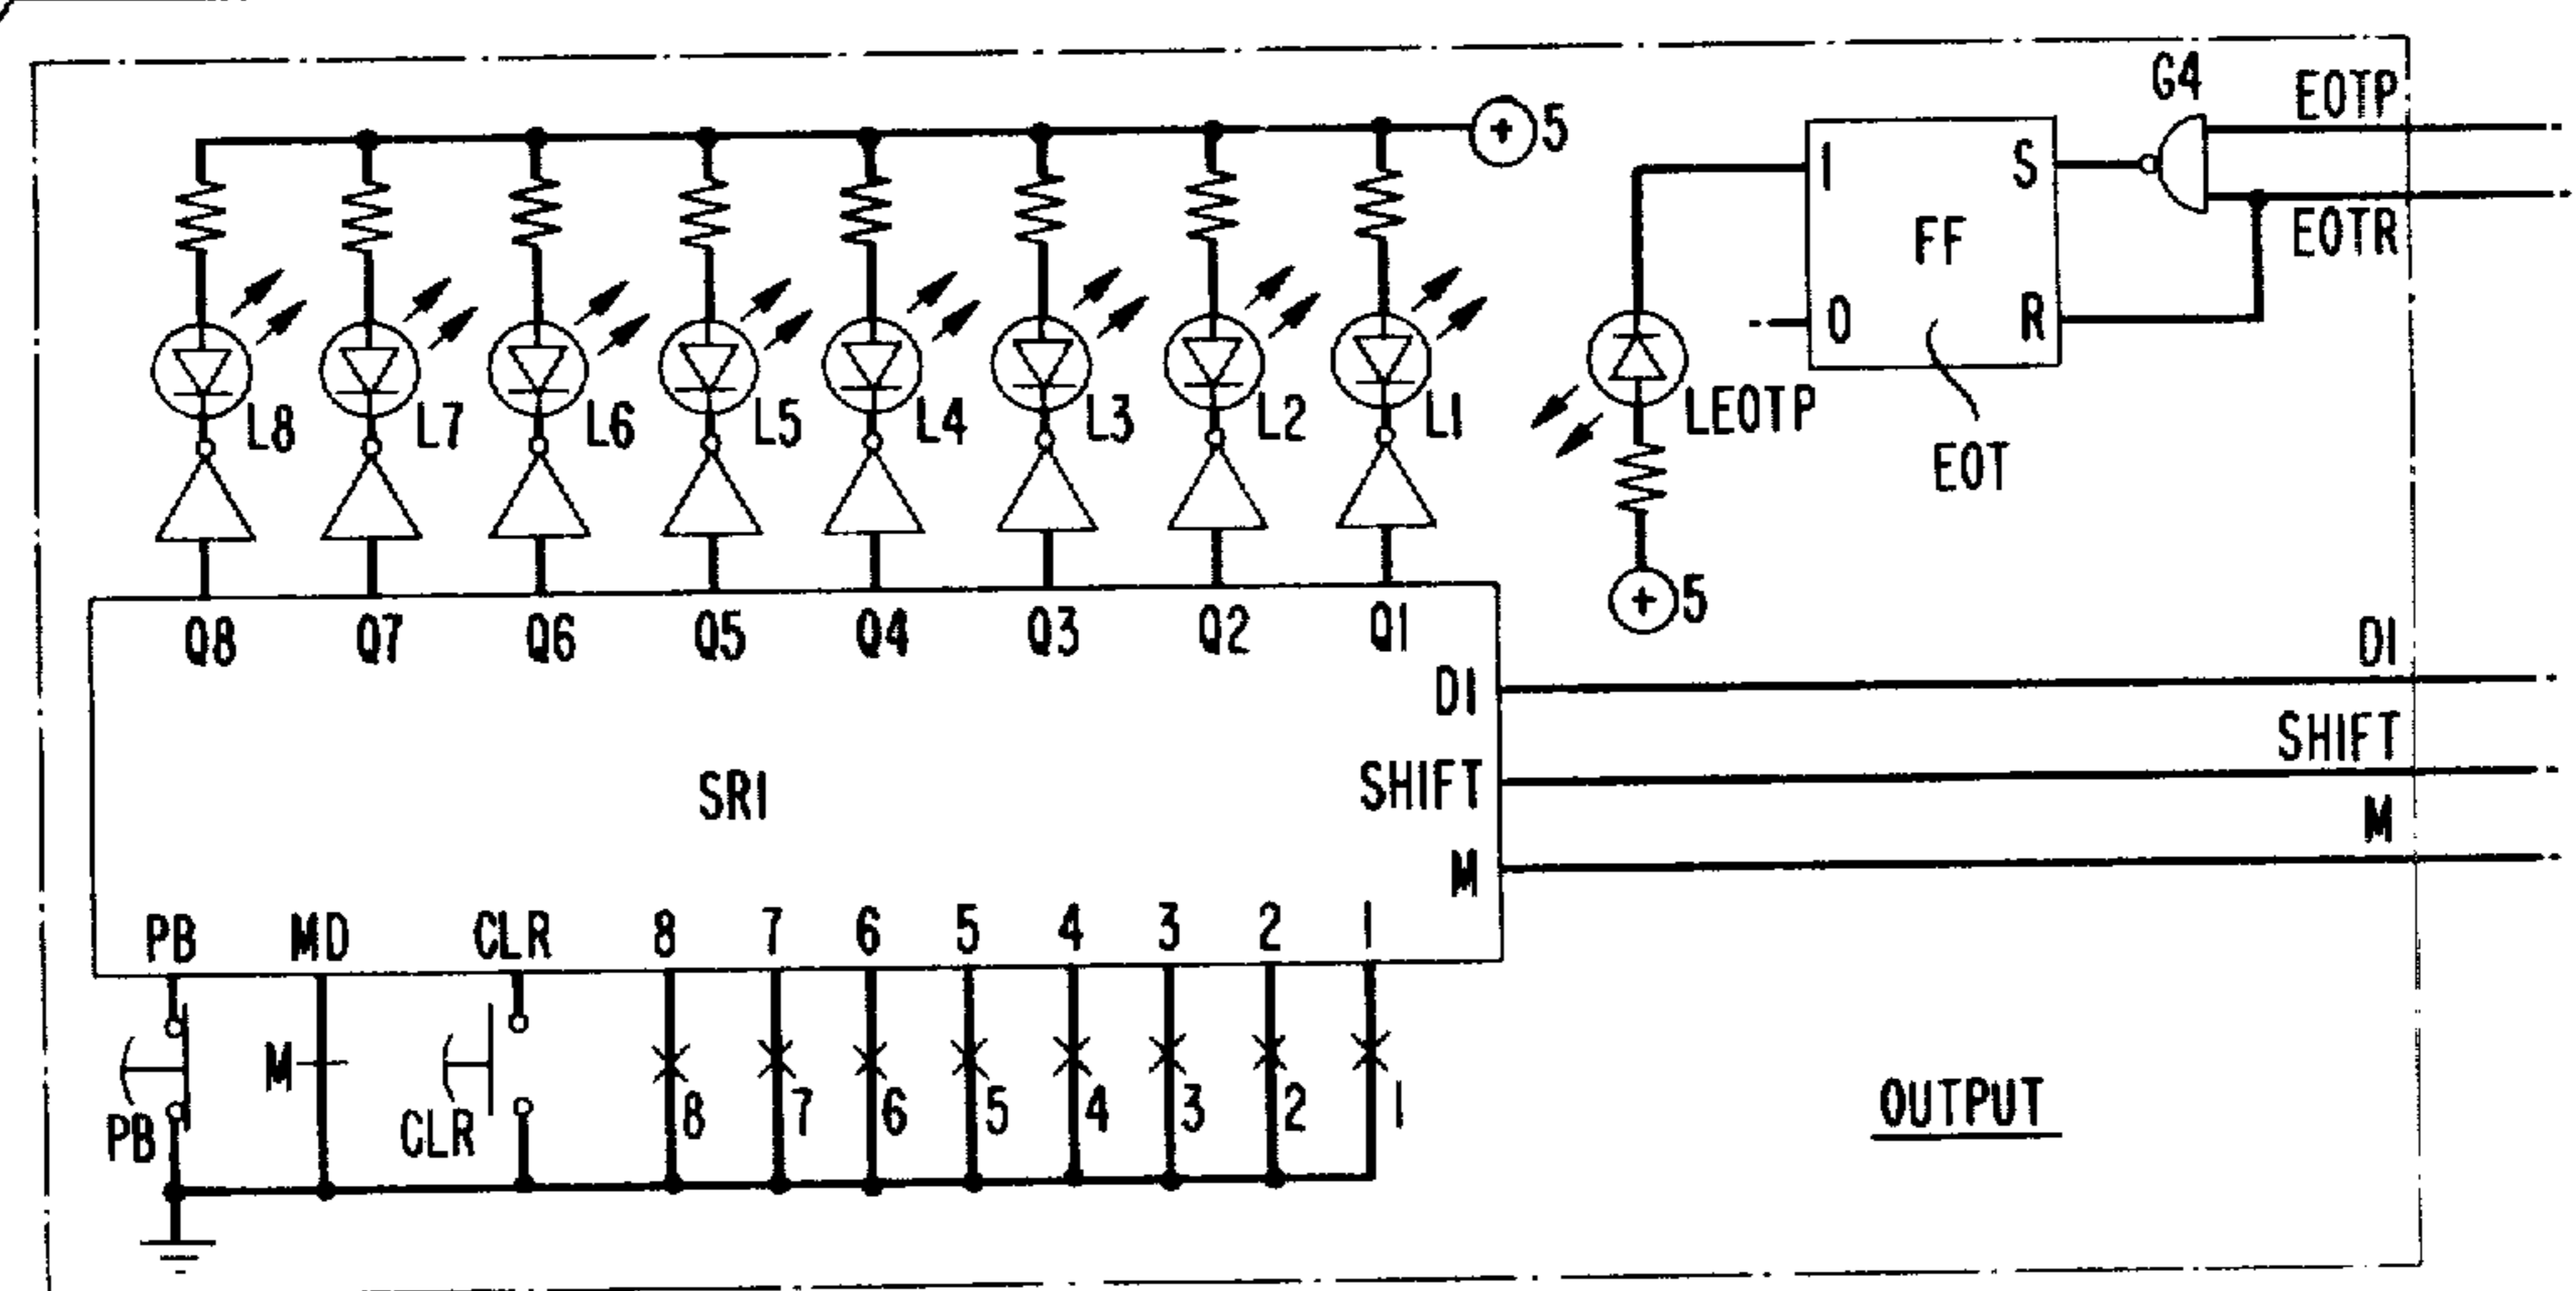 G4
EOTP
+ 5
I S
FF
EOTR
O R
L8 L7 L6 L5 L4 L3 L2 L1 LEOTP
EOT
+ 5
Q8 Q7 Q6 Q5 Q4 Q3 Q2 Q1
DI DI
SHIFT SHIFT
SRI
M M
PB MD CLR 8 7 6 5 4 3 2 1
M
PB CLR 8 7 6 5 4 3 2 1
OUTPUT